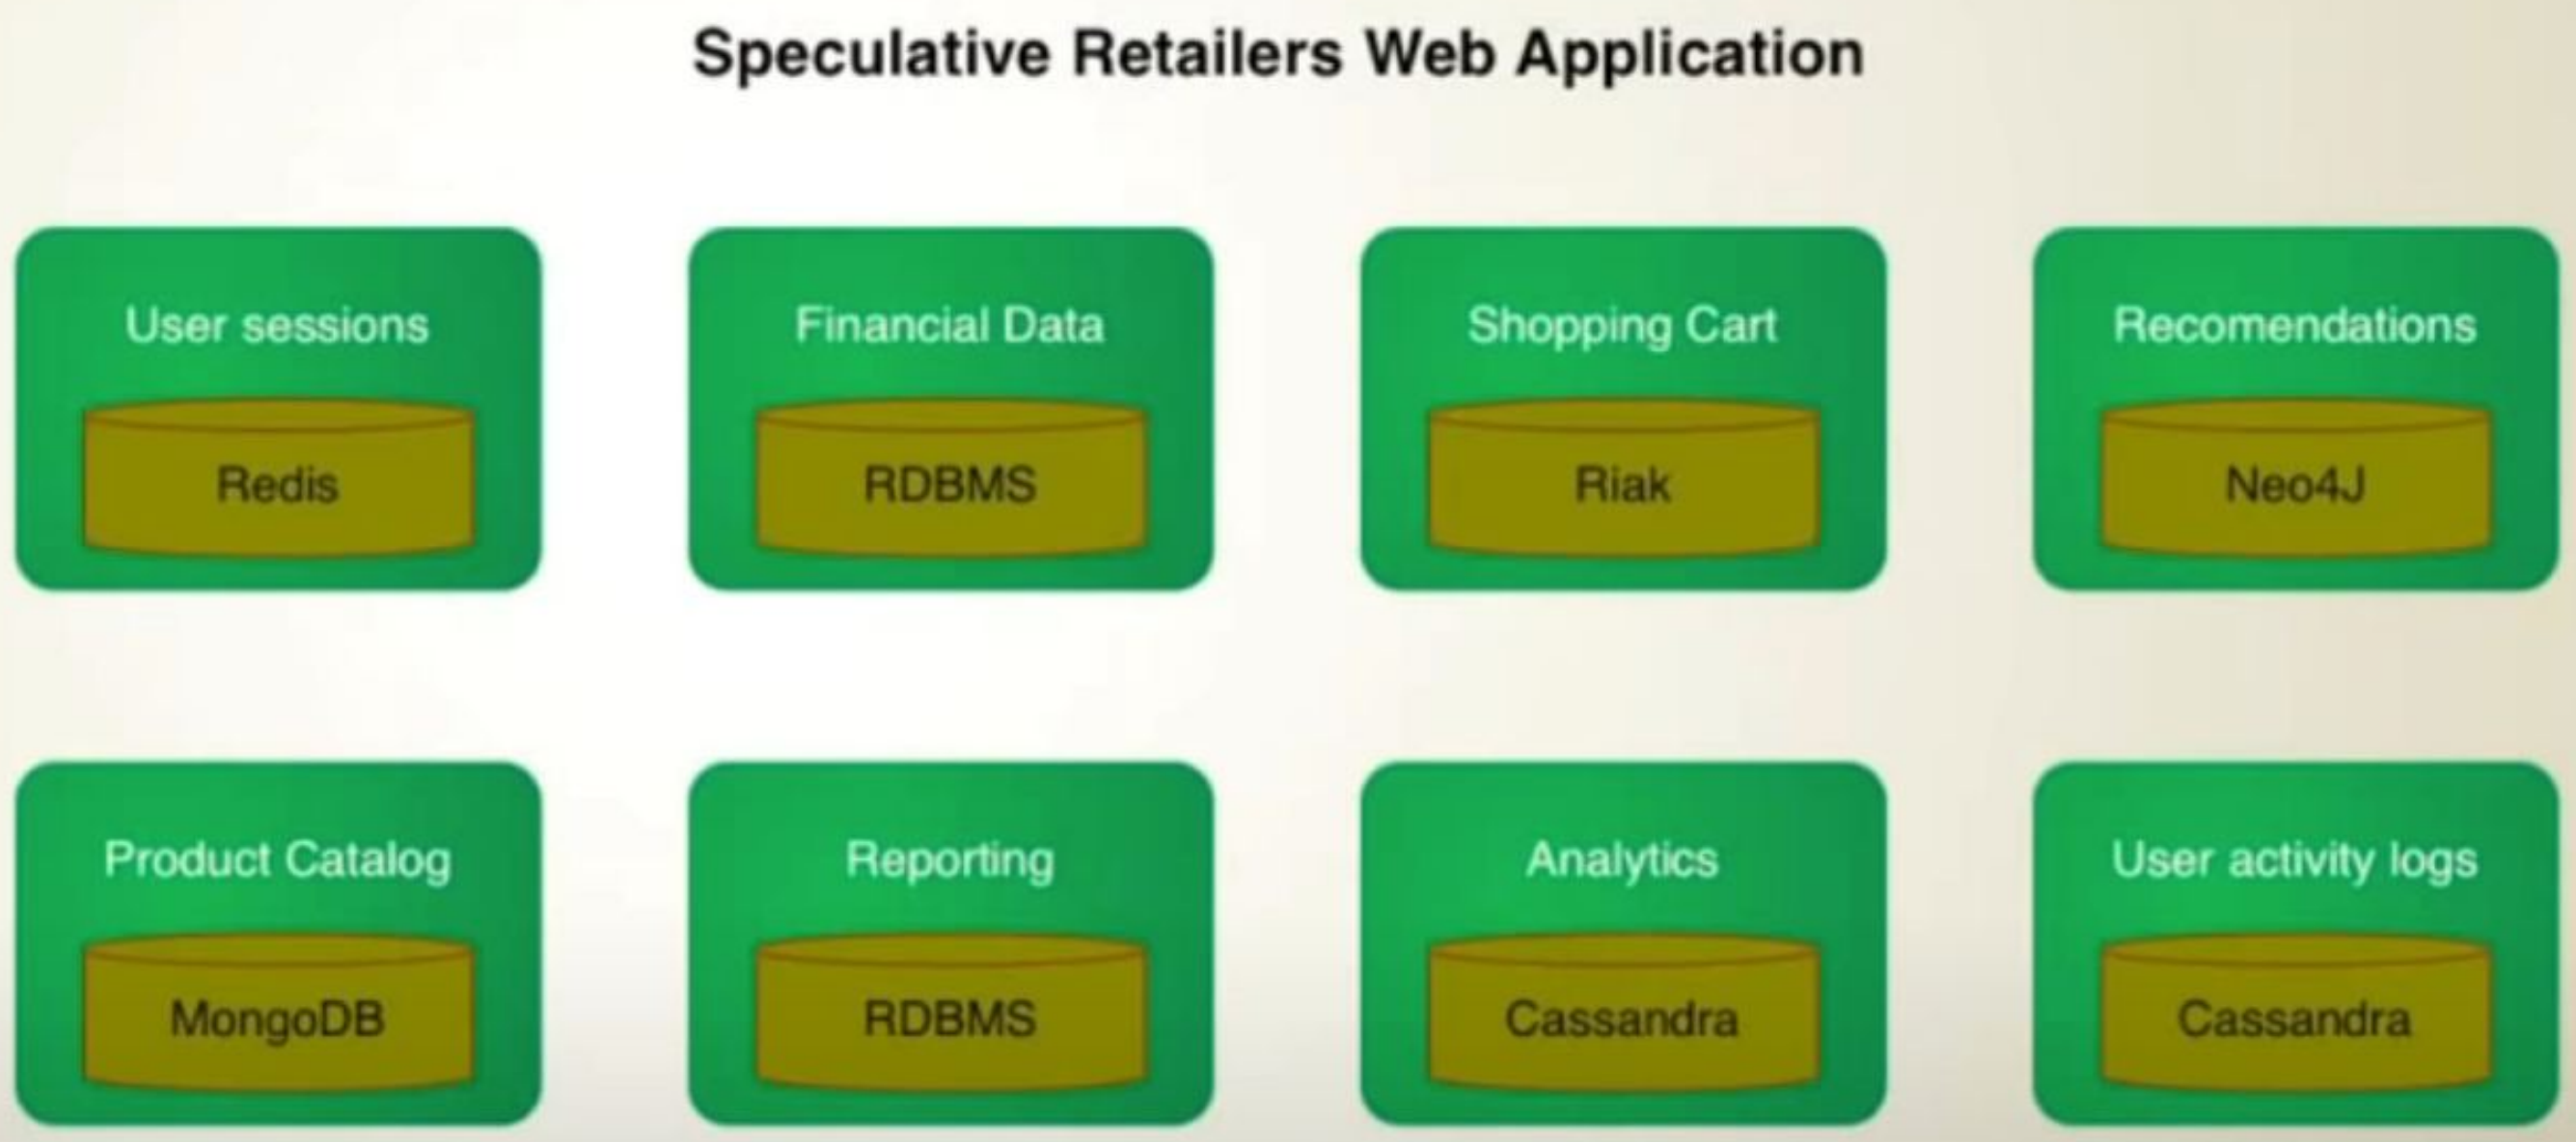 Speculative Retailers Web Application
User sessions
Redis
Financial Data
RDBMS
Shopping Cart
Riak
Recomendations
Neo4J
Product Catalog
MongoDB
Reporting
RDBMS
Analytics
Cassandra
User activity logs
Cassandra